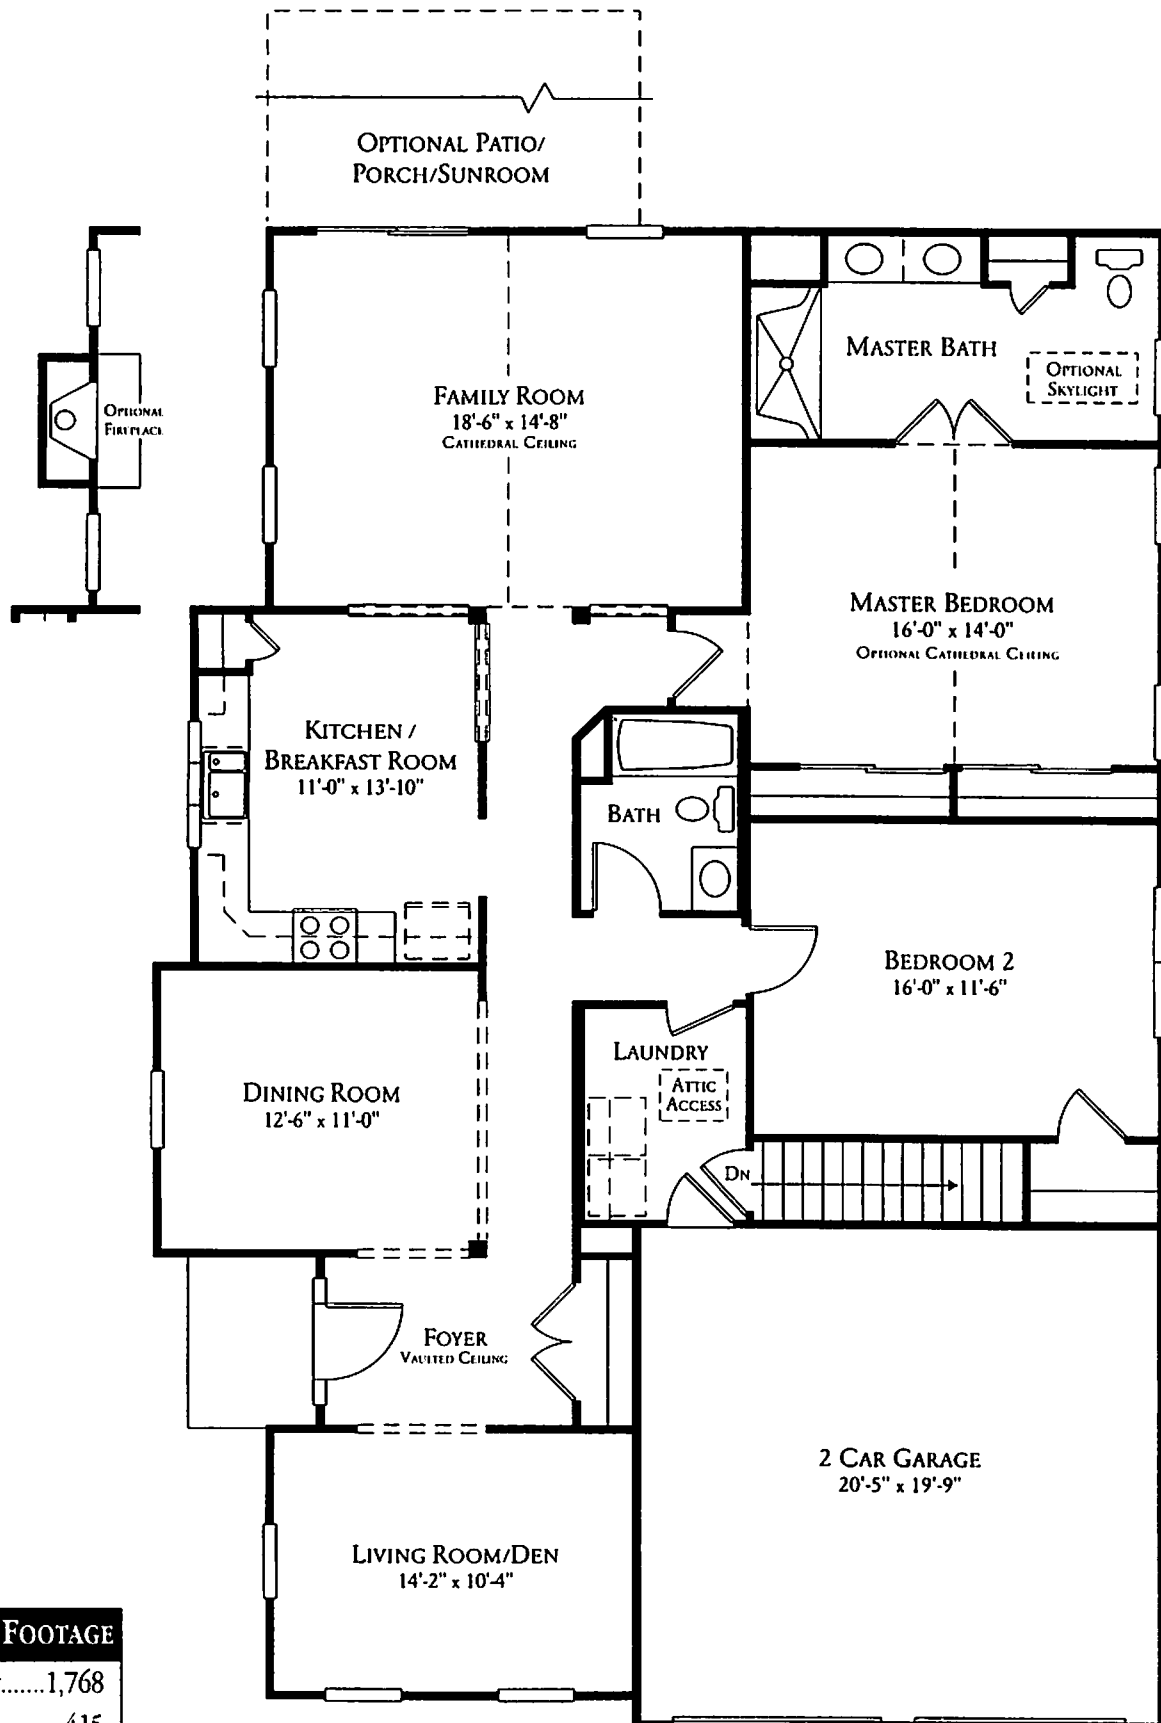 OPTIONAL PATIO/
PORCH/SUNROOM
OPTIONAL
FIREPLACE
FAMILY ROOM
18'-6" x 14'-8"
CATHEDRAL CEILING
MASTER BATH
OPTIONAL
SKYLIGHT
MASTER BEDROOM
16'-0" x 14'-0"
OPTIONAL CATHEDRAL CEILING
KITCHEN /
BREAKFAST ROOM
11'-0" x 13'-10"
BATH
BEDROOM 2
16'-0" x 11'-6"
LAUNDRY
ATTIC
ACCESS
DN
DINING ROOM
12'-6" x 11'-0"
FOYER
VAULTED CEILING
2 CAR GARAGE
20'-5" x 19'-9"
LIVING ROOM/DEN
14'-2" x 10'-4"
FOOTAGE
.......1,768